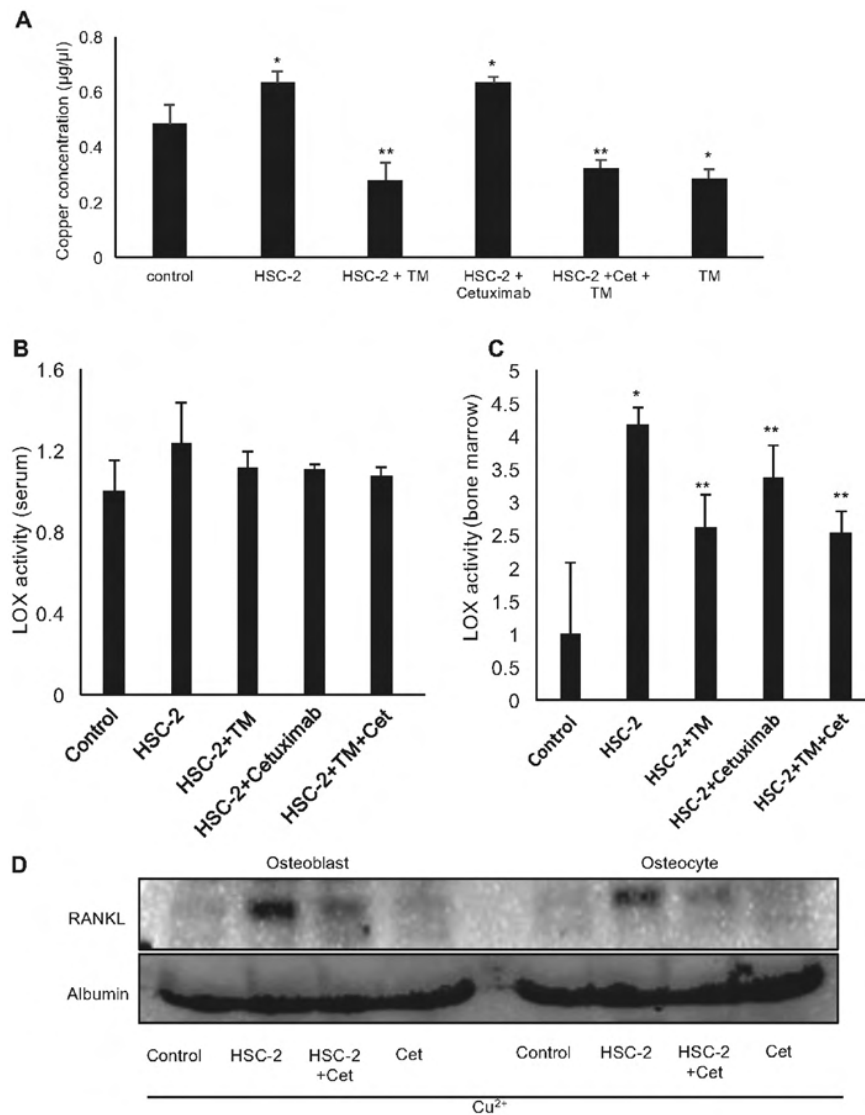 A
Copper concentration (µg/µl)
0.8
0.6
0.4
0.2
0
*
**
*
**
*
control
HSC-2
HSC-2 + TM
HSC-2 +
Cetuximab
HSC-2 +Cet +
TM
TM
B
LOX activity (serum)
1.6
1.2
0.8
0.4
0
Control
HSC-2
HSC-2+TM
HSC-2+Cetuximab
HSC-2+TM+Cet
C
LOX activity (bone marrow)
5
4.5
4
3.5
3
2.5
2
1
0.5
0
*
**
**
**
Control
HSC-2
HSC-2+TM
HSC-2+Cetuximab
HSC-2+TM+Cet
D
Osteoblast
Osteocyte
RANKL
Albumin
Control
HSC-2
HSC-2
+Cet
Cet
Control
HSC-2
HSC-2
+Cet
Cet
Cu²⁺